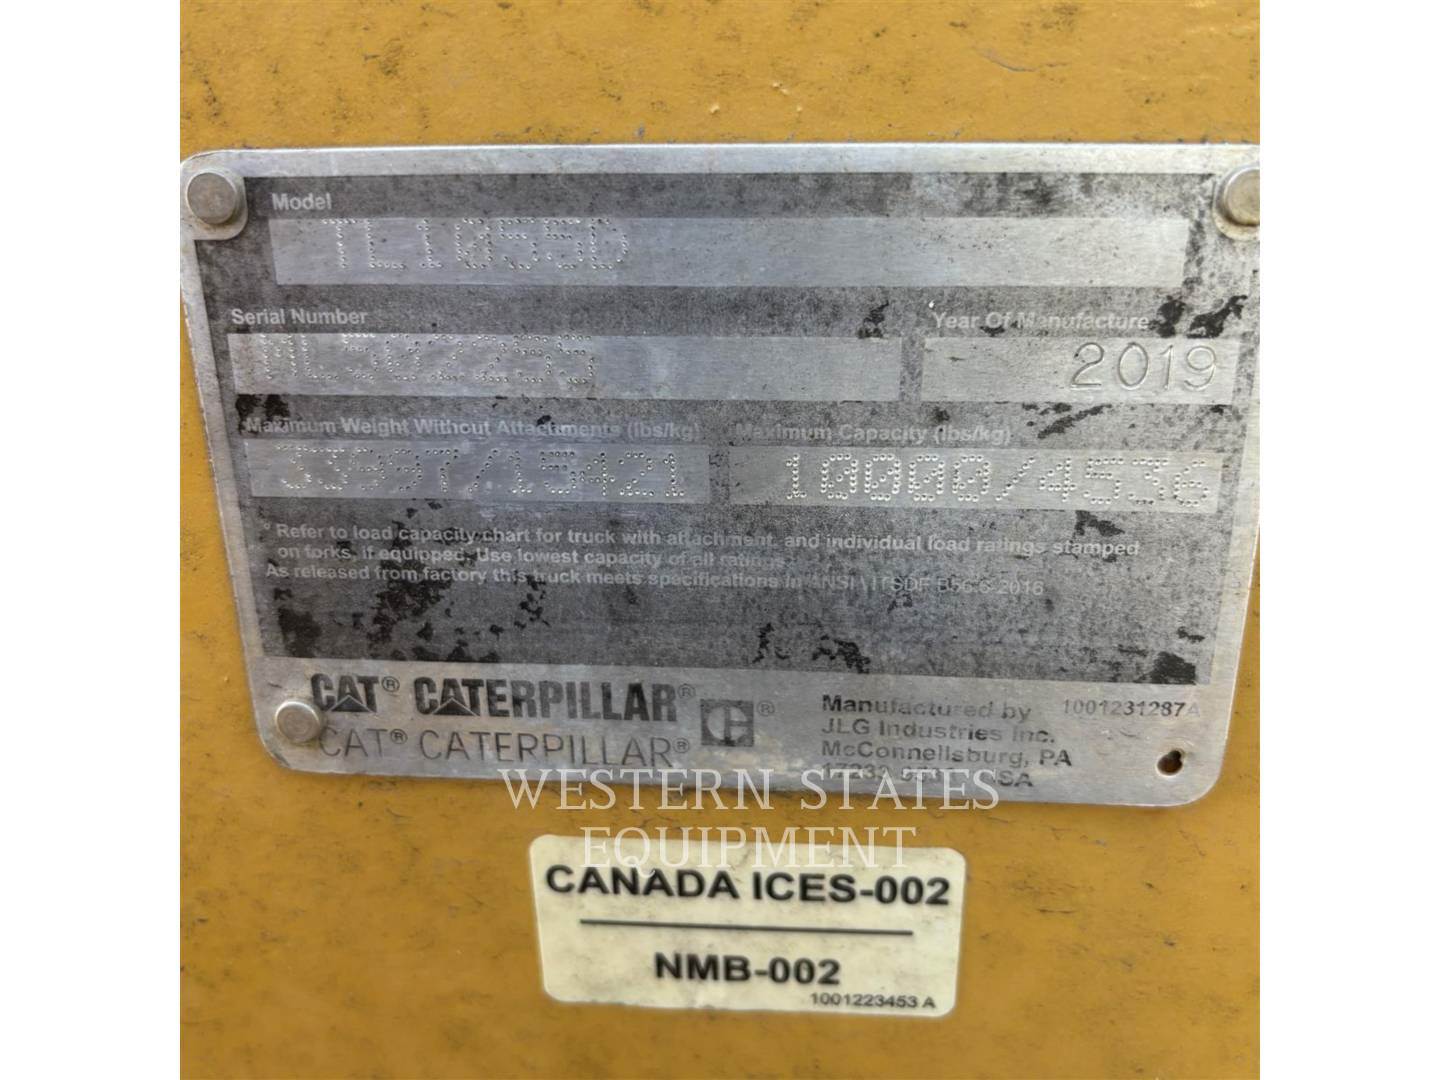 Model
TL1055D
Serial Number
Year Of Manufacture
2019
Maximum Weight Without Attachments (lbs/kg)
Maximum Capacity (lbs/kg)
33997/15421
10000/4536
* Refer to load capacity chart for truck with attachment, and individual load ratings stamped
on forks, if equipped. Use lowest capacity of all ratings.
As released from factory this truck meets specifications in ANSI \ ITSDF B56.6-2016
CAT® CATERPILLAR®
CAT® CATERPILLAR®
®
Manufactured by
1001231287A
JLG Industries Inc.
McConnellsburg, PA
17233
WESTERN STATES
EQUIPMENT
CANADA ICES-002
NMB-002
1001223453 A